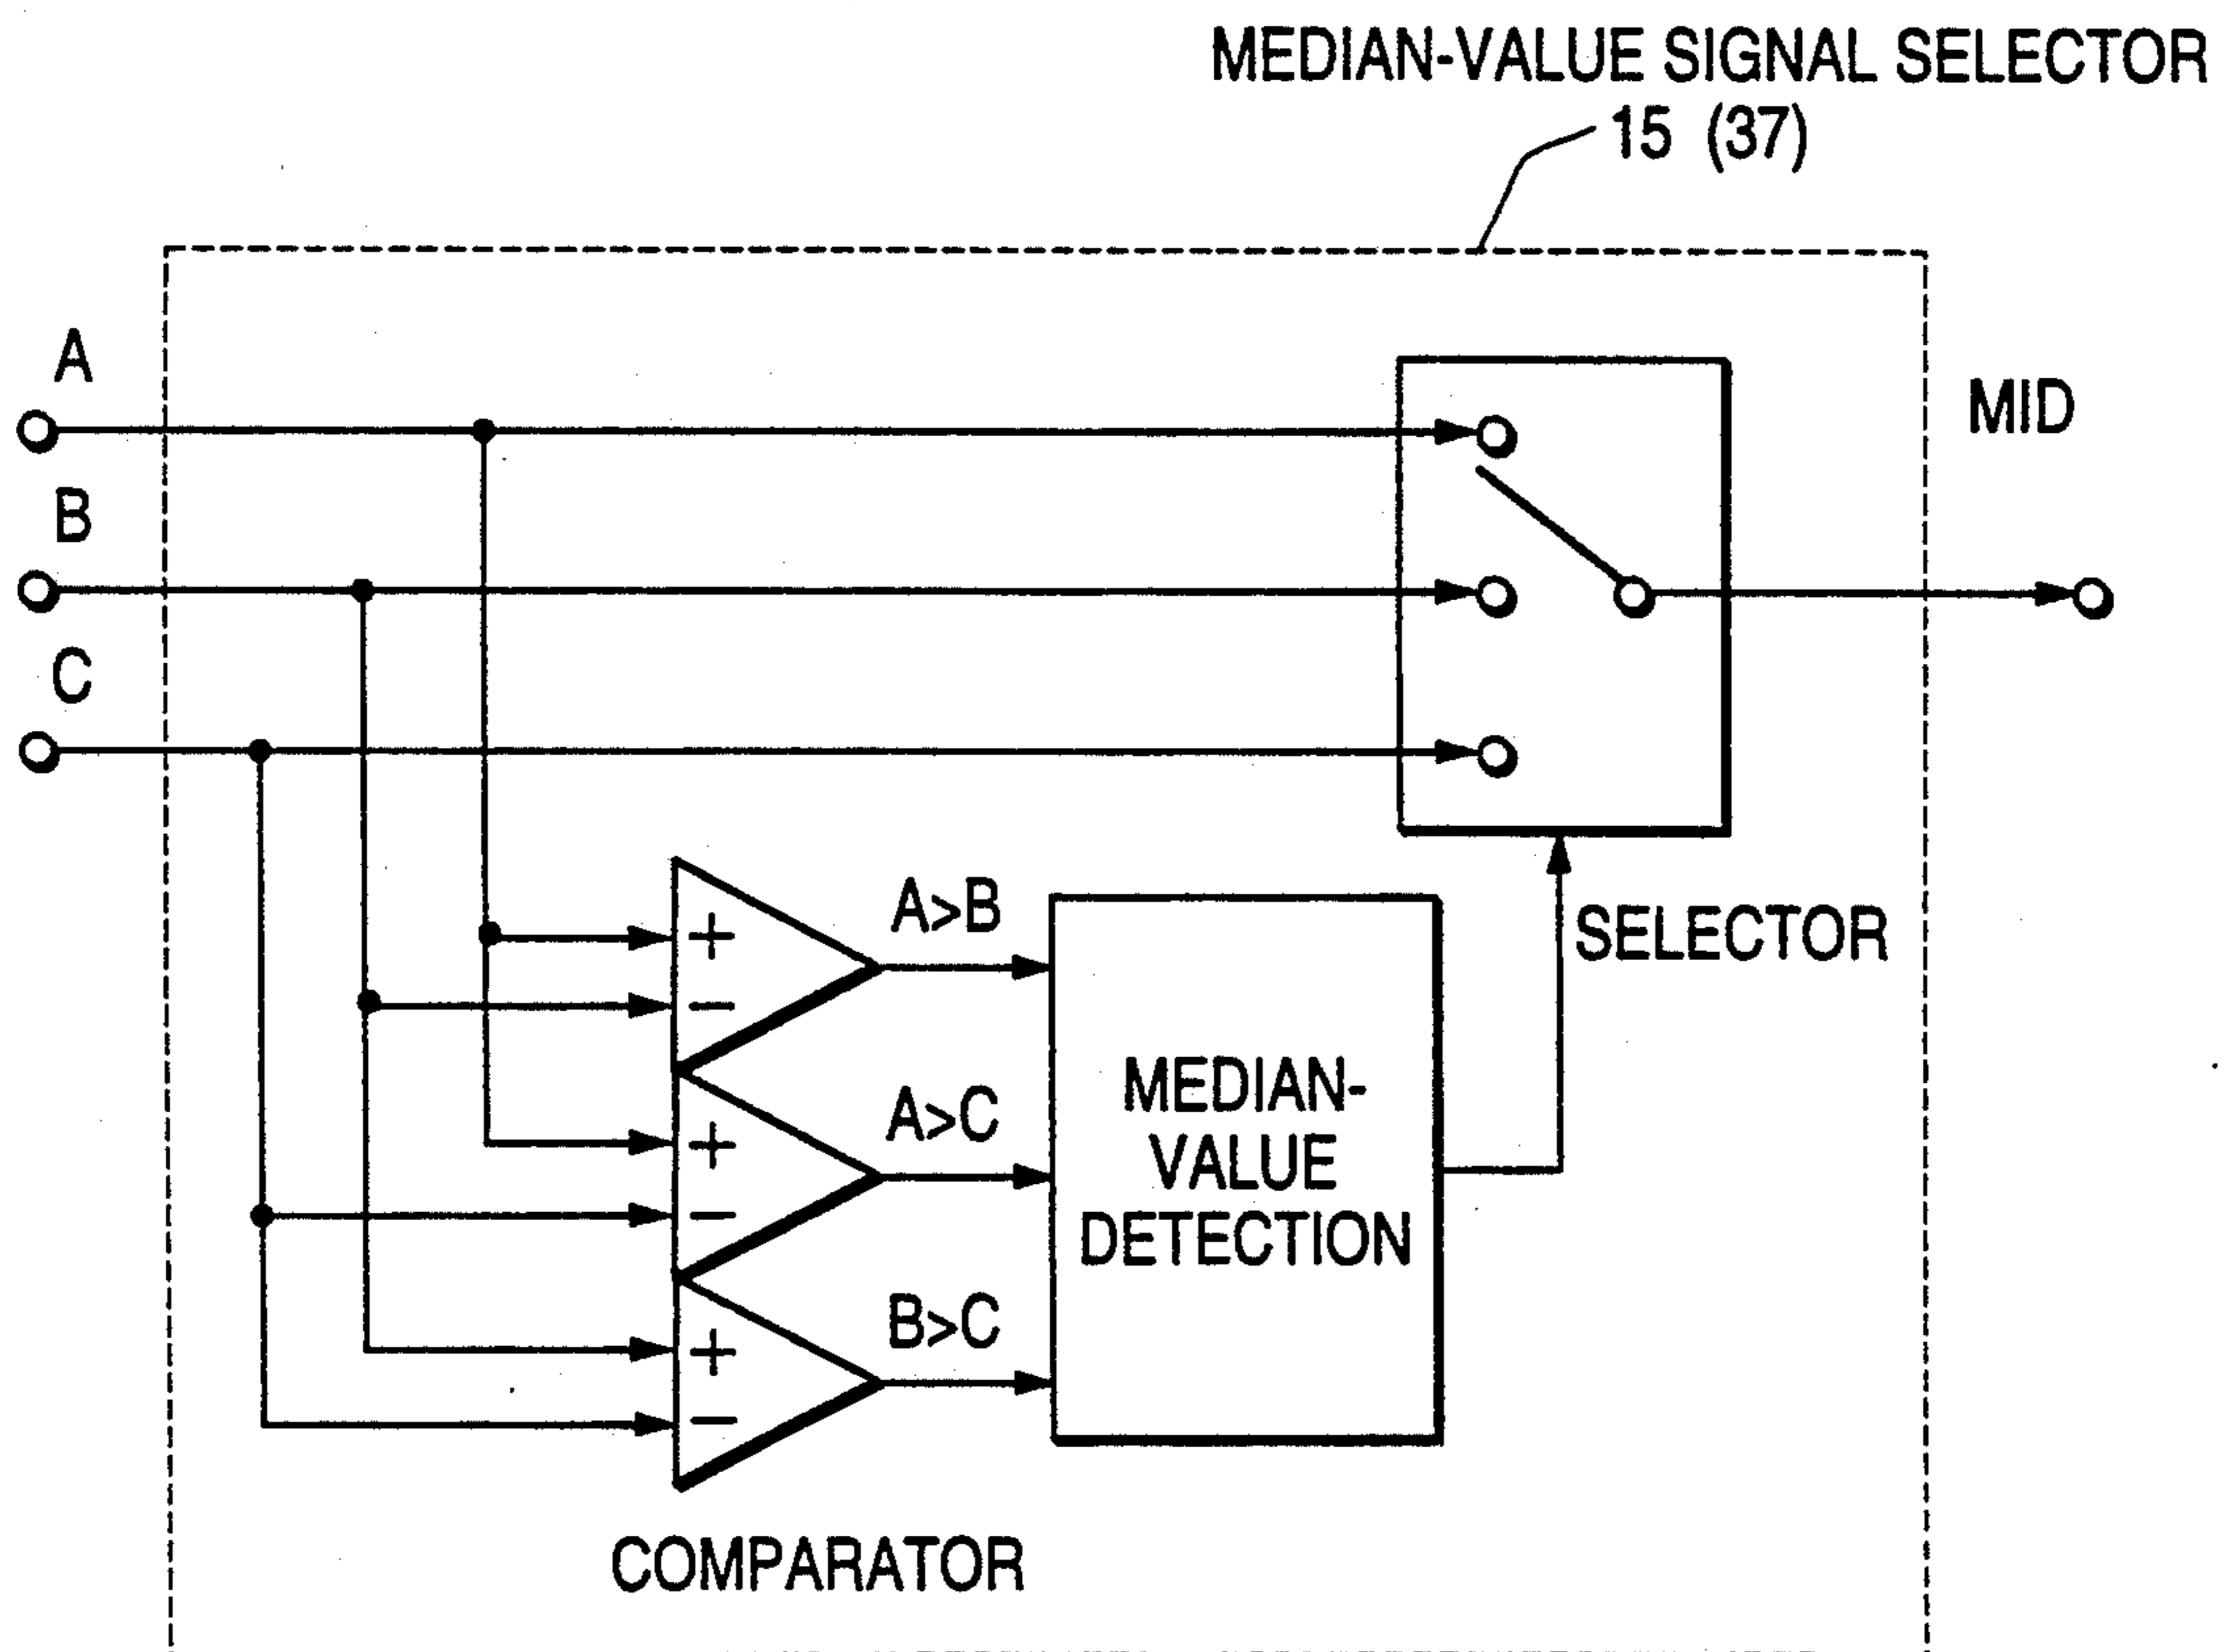 MEDIAN-VALUE SIGNAL SELECTOR
15 (37)
A
MID
B
C
A>B
SELECTOR
+
−
MEDIAN-
VALUE
DETECTION
A>C
+
−
B>C
+
−
COMPARATOR